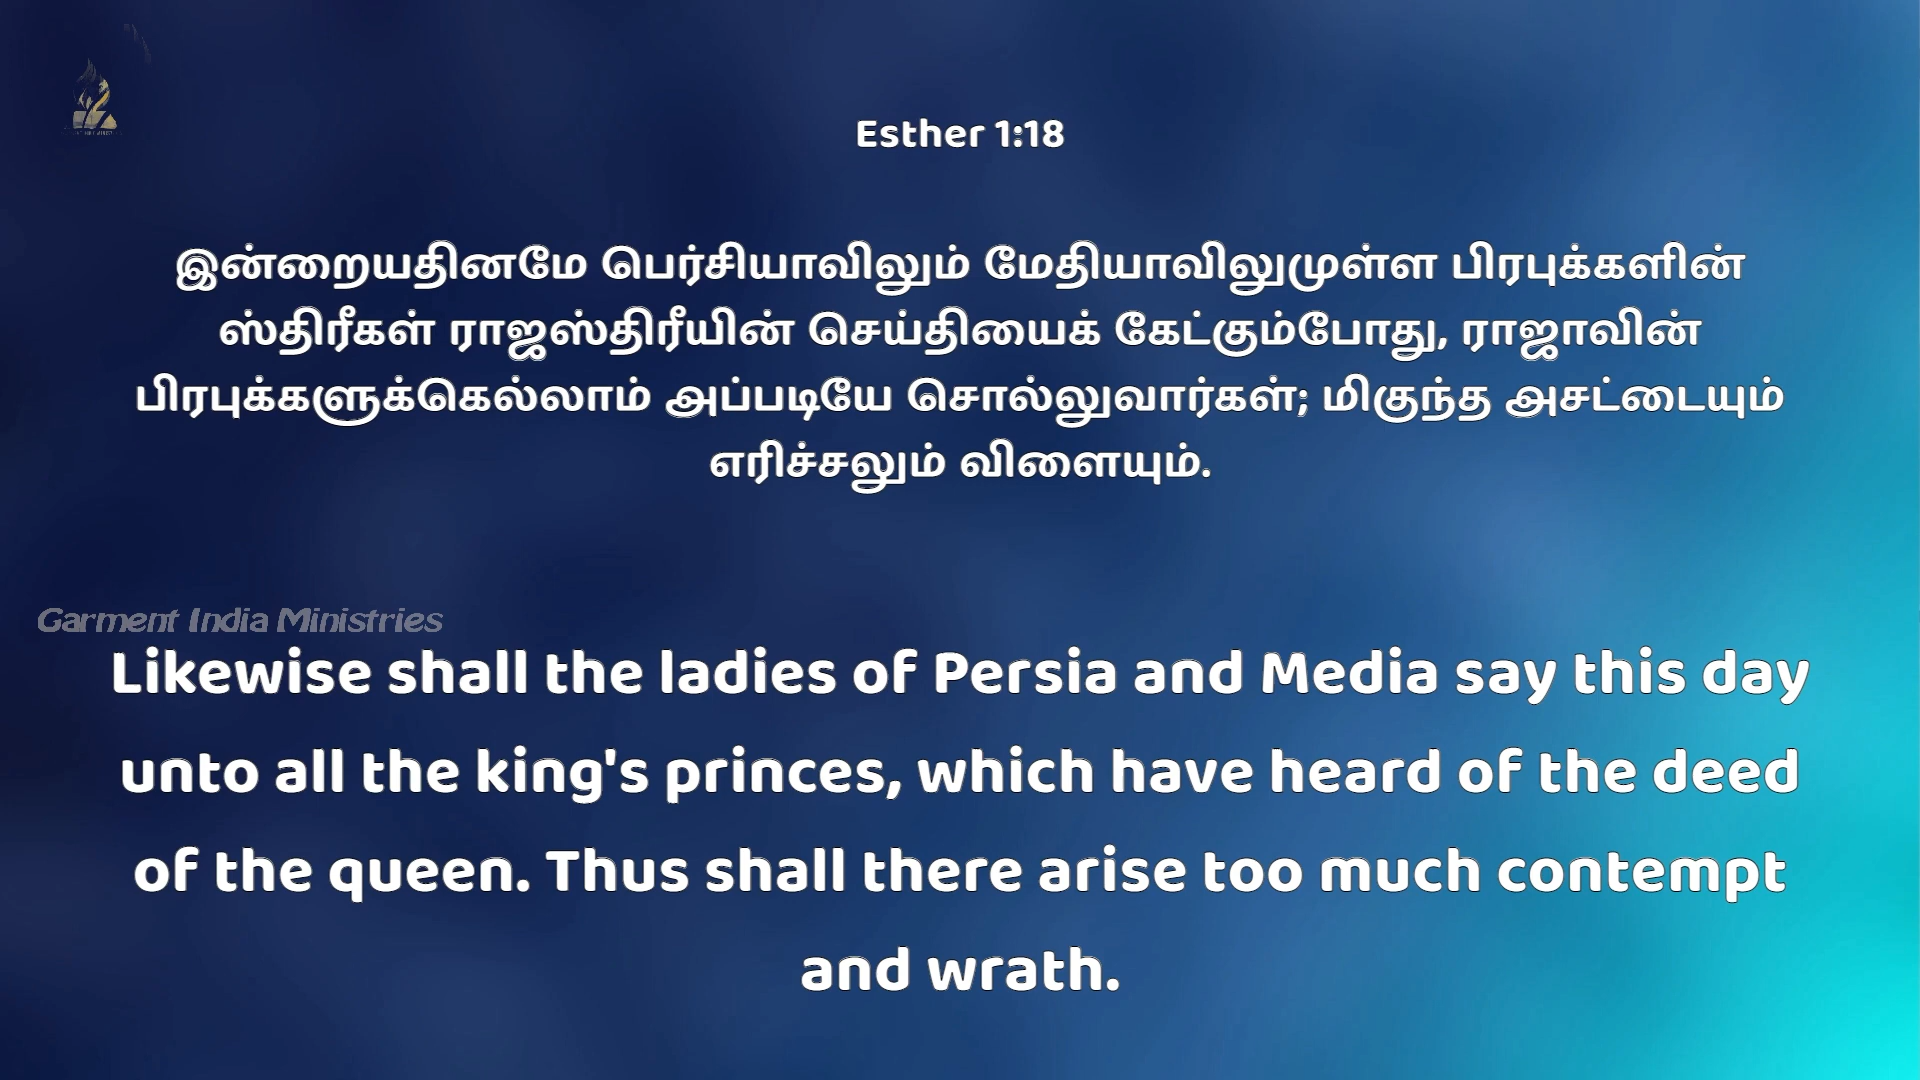 Esther 1:18
இன்றையதினமே பெர்சியாவிலும் மேதியாவிலுமுள்ள பிரபுக்களின்
ஸ்திரீகள் ராஜஸ்திரீயின் செய்தியைக் கேட்கும்போது, ராஜாவின்
பிரபுக்களுக்கெல்லாம் அப்படியே சொல்லுவார்கள்; மிகுந்த அசட்டையும்
எரிச்சலும் விளையும்.
Garment India Ministries
Likewise shall the ladies of Persia and Media say this day
unto all the king's princes, which have heard of the deed
of the queen. Thus shall there arise too much contempt
and wrath.